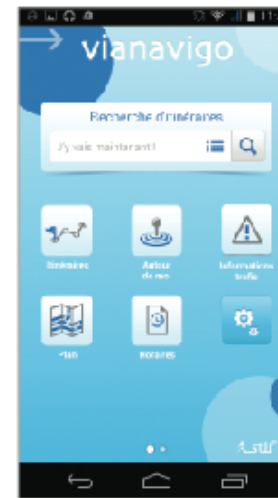 vianavigo
Recherche d'itinéraires
J'y vais maintenant!
Itinéraires
Autour
de moi
Informations
trafic
Plan
Horaires